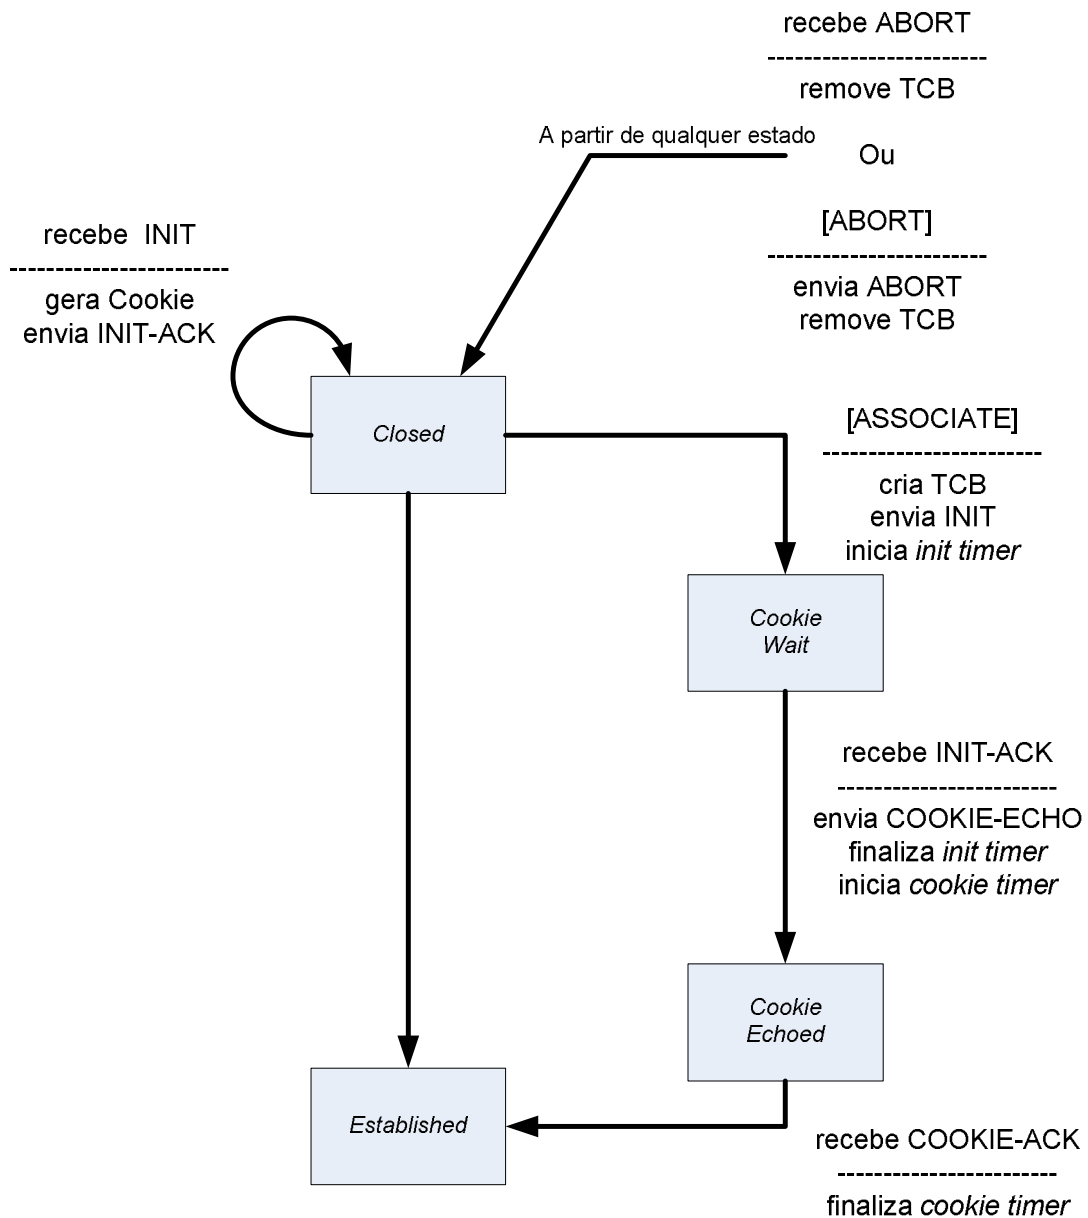 recebe ABORT
------------------------
remove TCB
A partir de qualquer estado
Ou
[ABORT]
------------------------
envia ABORT
remove TCB
recebe INIT
------------------------
gera Cookie
envia INIT-ACK
Closed
[ASSOCIATE]
------------------------
cria TCB
envia INIT
inicia init timer
Cookie
Wait
recebe INIT-ACK
------------------------
envia COOKIE-ECHO
finaliza init timer
inicia cookie timer
Cookie
Echoed
Established
recebe COOKIE-ACK
------------------------
finaliza cookie timer